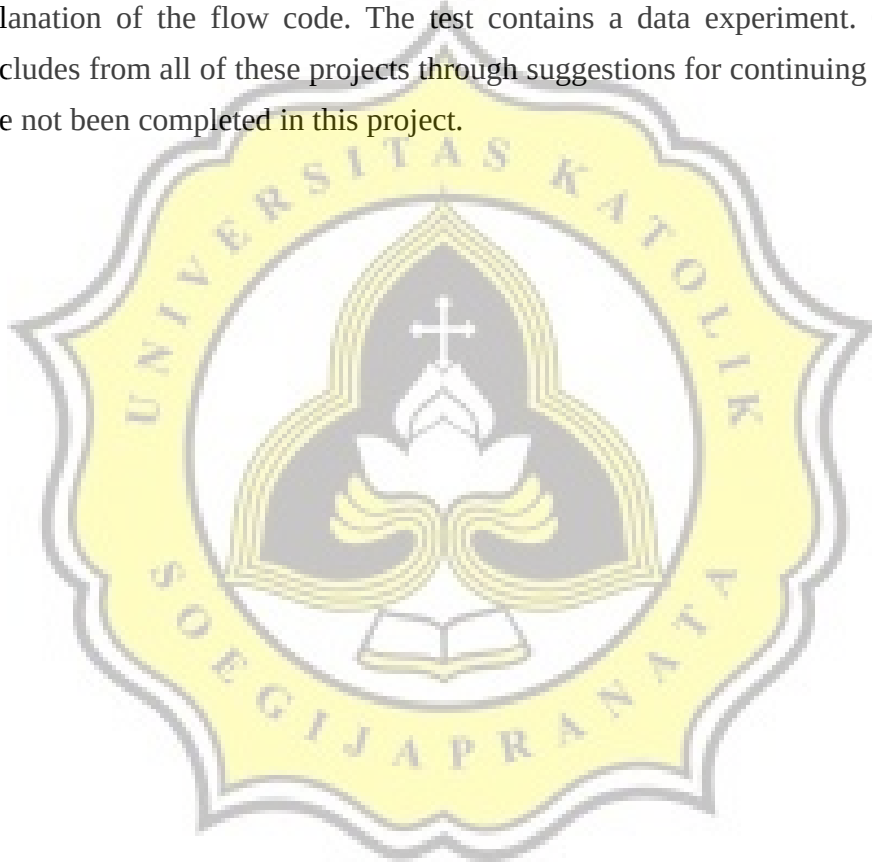 lanation of the flow code. The test contains a data experiment.
cludes from all of these projects through suggestions for continuing
e not been completed in this project.
UNIVERSITAS KATOLIK
SOEGIJAPRANATA